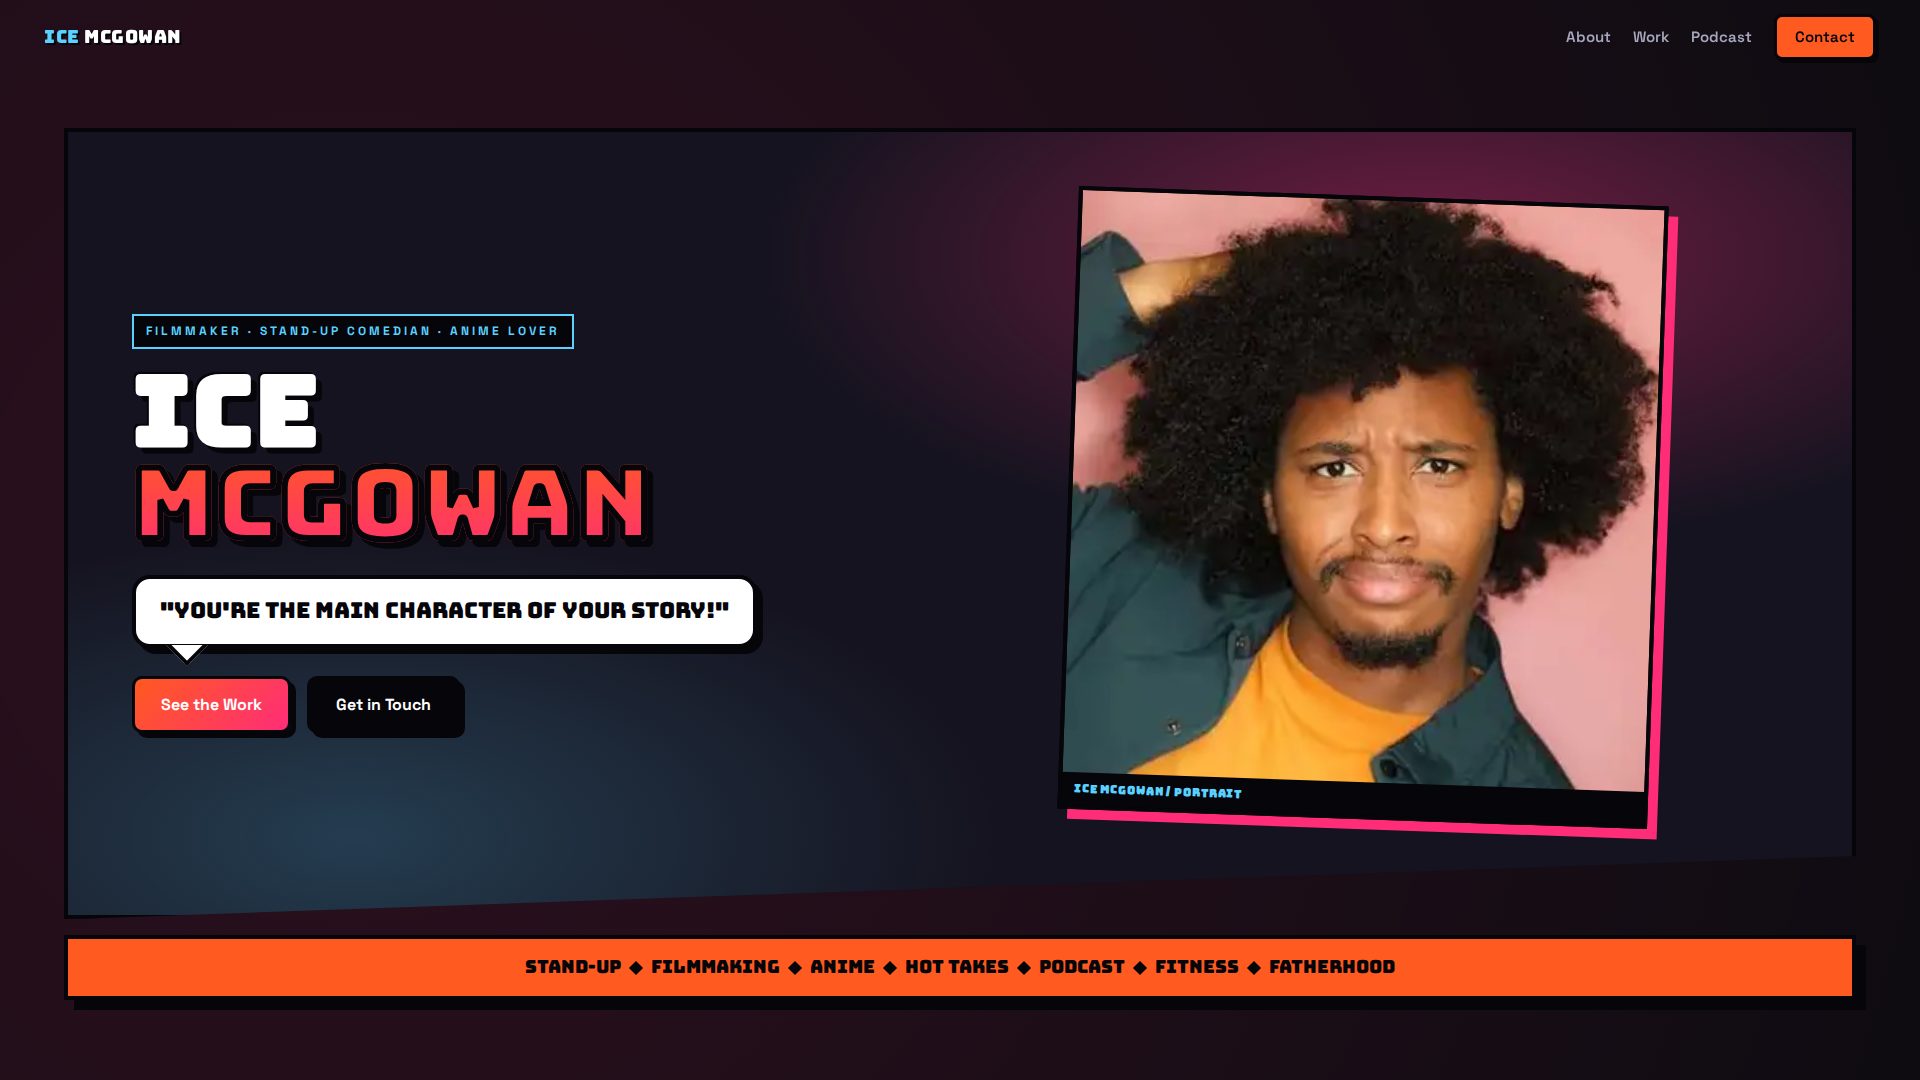 ICE MCGOWAN
About
Work
Podcast
Contact
FILMMAKER · STAND-UP COMEDIAN · ANIME LOVER
ICE
MCGOWAN
"YOU'RE THE MAIN CHARACTER OF YOUR STORY!"
See the Work
Get in Touch
ICE MCGOWAN / PORTRAIT
STAND-UP ◆ FILMMAKING ◆ ANIME ◆ HOT TAKES ◆ PODCAST ◆ FITNESS ◆ FATHERHOOD